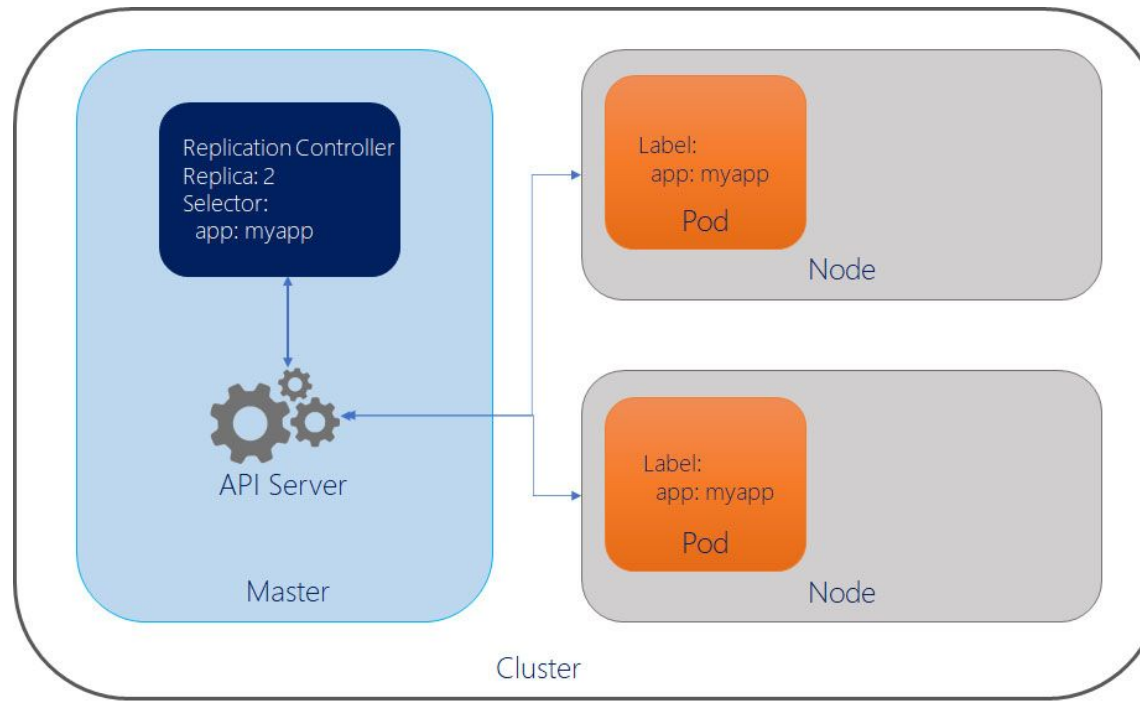 Replication Controller
Replica: 2
Selector:
app: myapp
API Server
Master
Label:
app: myapp
Pod
Node
Label:
app: myapp
Pod
Node
Cluster